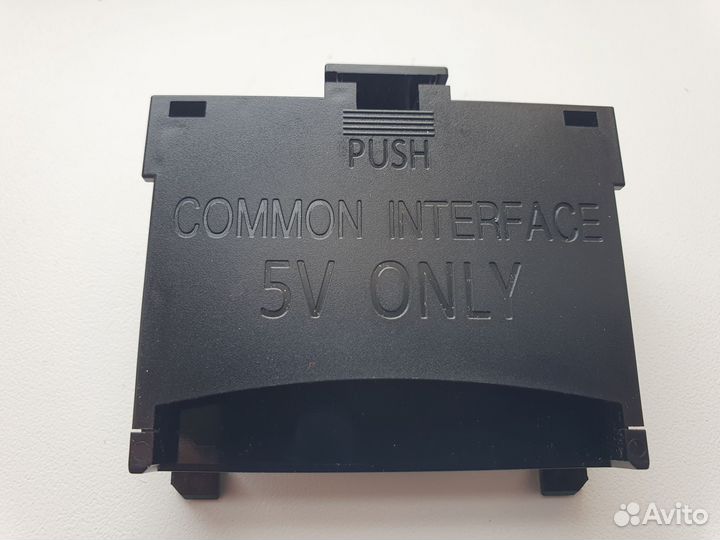 PUSH
COMMON INTERFACE
5V ONLY
Avito